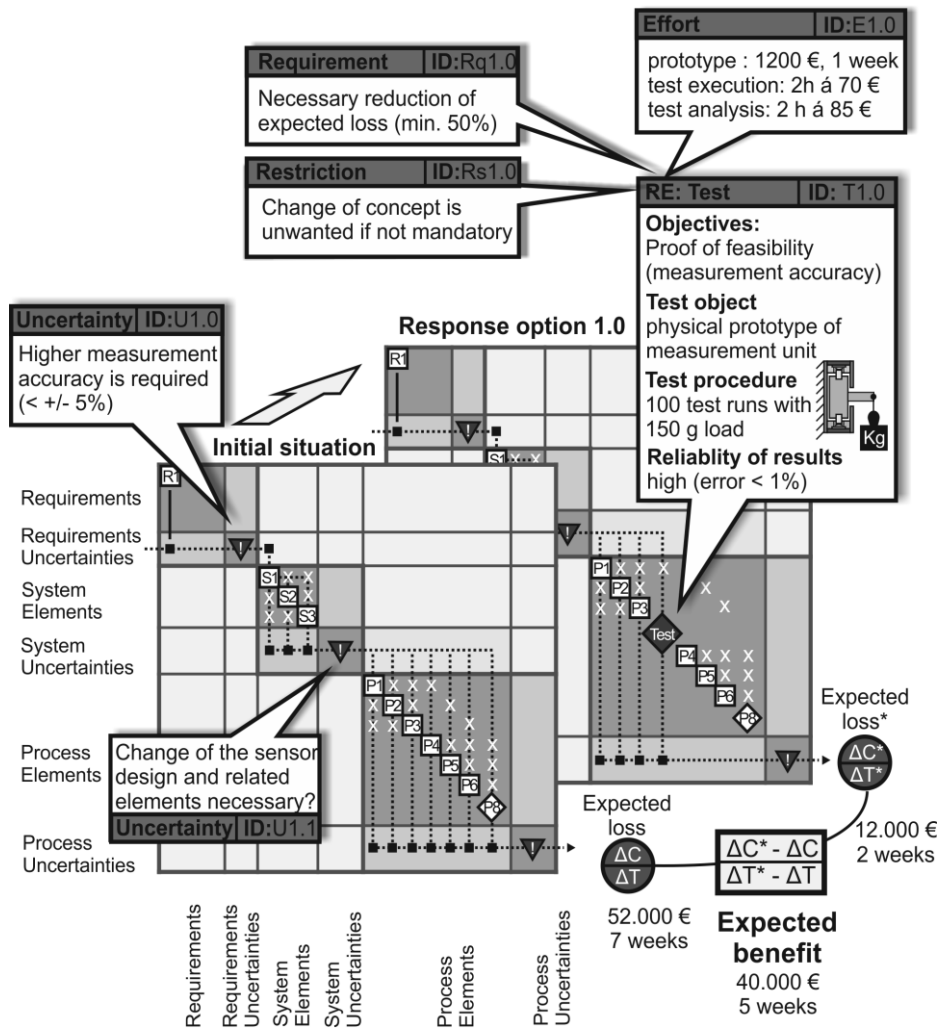 Effort ID:E1.0
prototype : 1200 €, 1 week
test execution: 2h á 70 €
test analysis: 2 h á 85 €
Requirement ID:Rq1.0
Necessary reduction of
expected loss (min. 50%)
Restriction ID:Rs1.0
Change of concept is
unwanted if not mandatory
RE: Test ID: T1.0
Objectives:
Proof of feasibility
(measurement accuracy)
Test object
physical prototype of
measurement unit
Test procedure
100 test runs with
150 g load
Kg
Reliablity of results
high (error < 1%)
Uncertainty ID:U1.0
Higher measurement
accuracy is required
(< +/- 5%)
Response option 1.0
R1
!
S1 X X
!
P1 X X X
X P2 X X
X X P3 X
Test
P4 X X
P5 X
P6 X
P8
!
Initial situation
R1
!
S1 X X
X S2 X
X X S3
!
P1 X X X
X P2 X X
X X P3 X
P4 X X
P5 X X
P6 X
P8
!
Requirements
Requirements
Uncertainties
System
Elements
System
Uncertainties
Process
Elements
Process
Uncertainties
Change of the sensor
design and related
elements necessary?
Uncertainty ID:U1.1
Expected
loss*
ΔC*
ΔT*
12.000 €
2 weeks
Expected
loss
ΔC
ΔT
52.000 €
7 weeks
ΔC* - ΔC
ΔT* - ΔT
Expected
benefit
40.000 €
5 weeks
Requirements
Requirements
Uncertainties
System
Elements
System
Uncertainties
Process
Elements
Process
Uncertainties